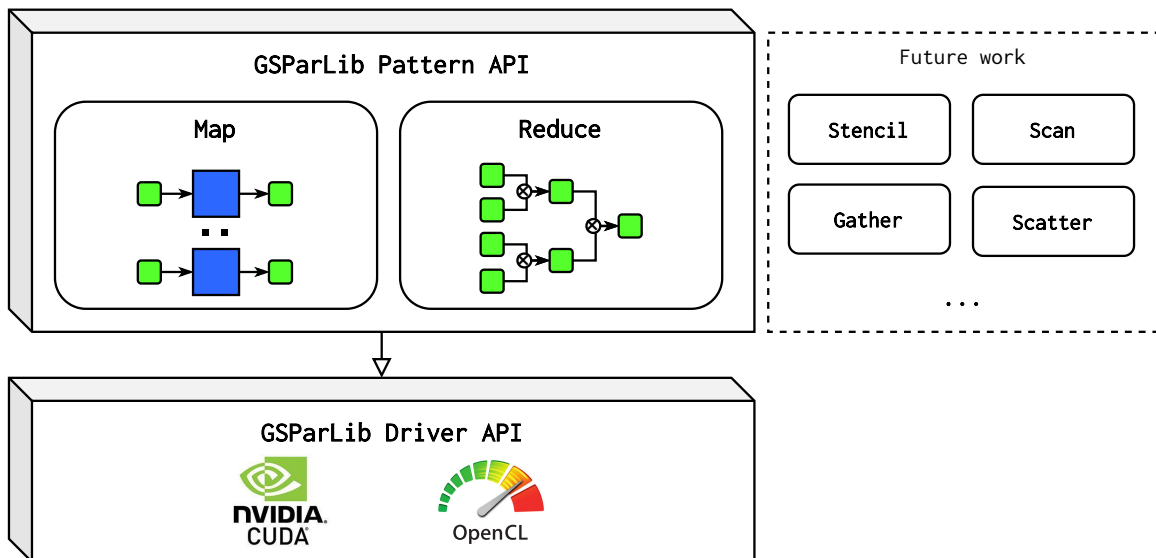 GSParLib Pattern API
Map
Reduce
Future work
Stencil
Scan
Gather
Scatter
...
GSParLib Driver API
NVIDIA.
CUDA®
OpenCL